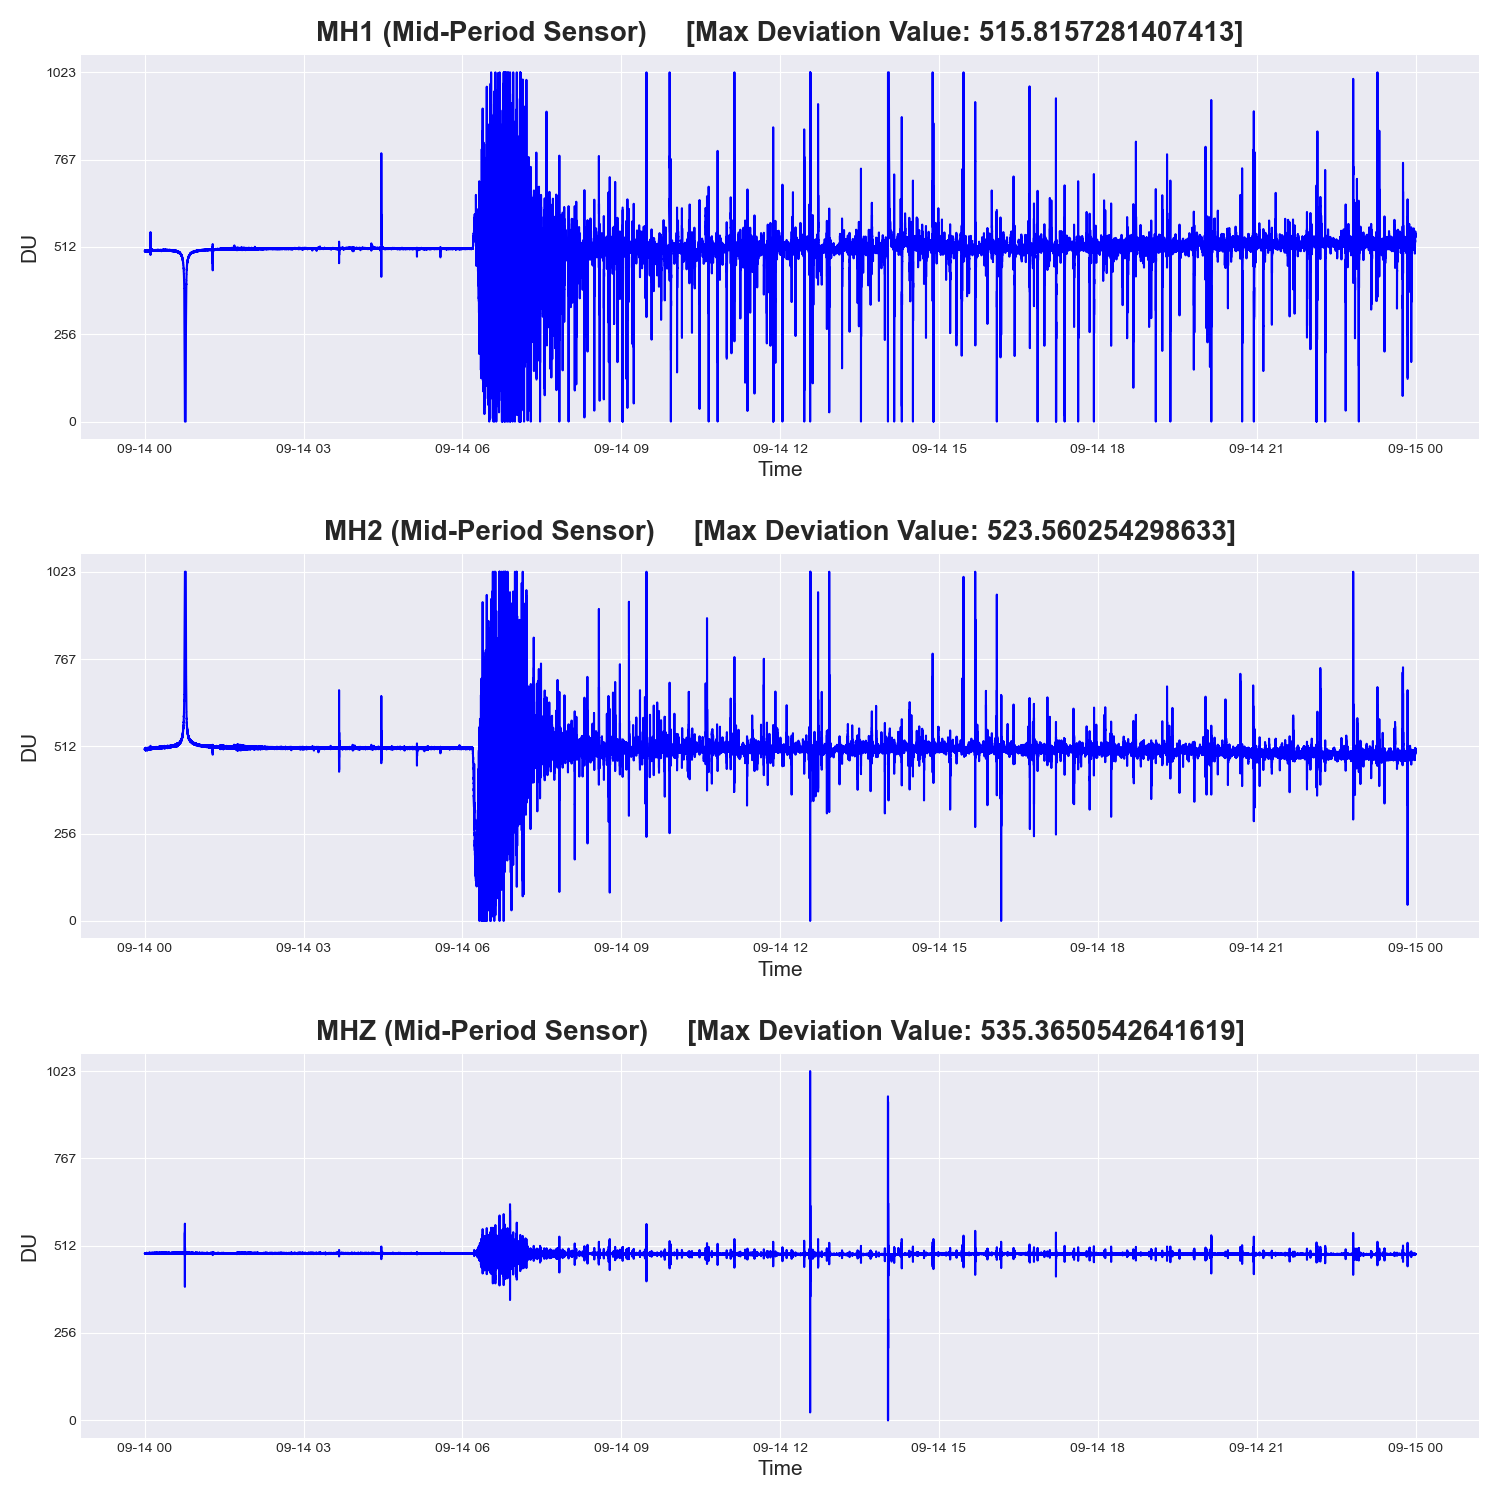 MH1 (Mid-Period Sensor) [Max Deviation Value: 515.8157281407413]
1023
767
512
256
0
DU
09-14 00 09-14 03 09-14 06 09-14 09 09-14 12 09-14 15 09-14 18 09-14 21 09-15 00
Time
MH2 (Mid-Period Sensor) [Max Deviation Value: 523.560254298633]
1023
767
512
256
0
DU
09-14 00 09-14 03 09-14 06 09-14 09 09-14 12 09-14 15 09-14 18 09-14 21 09-15 00
Time
MHZ (Mid-Period Sensor) [Max Deviation Value: 535.3650542641619]
1023
767
512
256
0
DU
09-14 00 09-14 03 09-14 06 09-14 09 09-14 12 09-14 15 09-14 18 09-14 21 09-15 00
Time